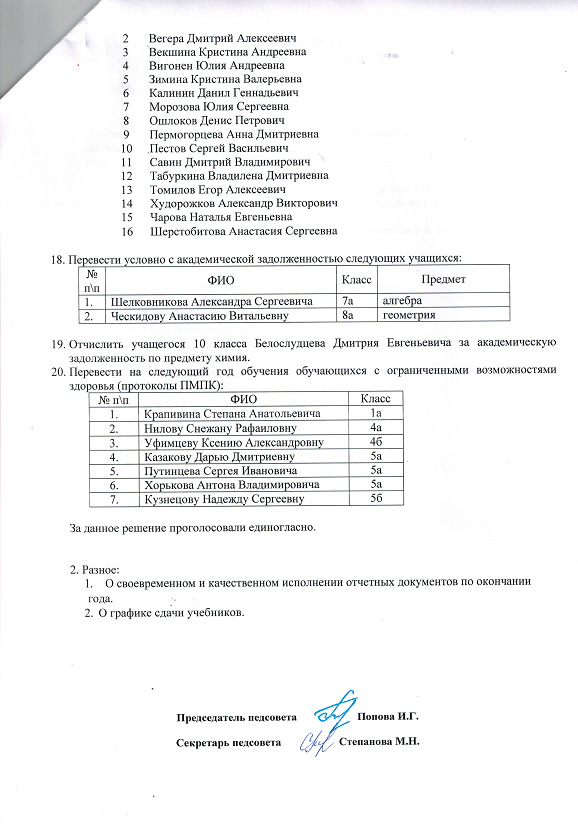 2 Вегера Дмитрий Алексеевич
3 Векшина Кристина Андреевна
4 Вигонен Юлия Андреевна
5 Зимина Кристина Валерьевна
6 Калинин Данил Геннадьевич
7 Морозова Юлия Сергеевна
8 Ошлоков Денис Петрович
9 Пермогорцева Анна Дмитриевна
10 Пестов Сергей Васильевич
11 Савин Дмитрий Владимирович
12 Табуркина Владилена Дмитриевна
13 Томилов Егор Алексеевич
14 Худорожков Александр Викторович
15 Чарова Наталья Евгеньевна
16 Шерстобитова Анастасия Сергеевна
18. Перевести условно с академической задолженностью следующих учащихся:
№ п\п ФИО Класс Предмет
1. Шелковникова Александра Сергеевича 7а алгебра
2. Ческидову Анастасию Витальевну 8а геометрия
19. Отчислить учащегося 10 класса Белослудцева Дмитрия Евгеньевича за академическую
задолженность по предмету химия.
20. Перевести на следующий год обучения обучающихся с ограниченными возможностями
здоровья (протоколы ПМПК):
№ п\п ФИО Класс
1. Крапивина Степана Анатольевича 1а
2. Нилову Снежану Рафаиловну 4а
3. Уфимцеву Ксению Александровну 4б
4. Казакову Дарью Дмитриевну 5а
5. Путинцева Сергея Ивановича 5а
6. Хорькова Антона Владимировича 5а
7. Кузнецову Надежду Сергеевну 5б
За данное решение проголосовали единогласно.
2. Разное:
1. О своевременном и качественном исполнении отчетных документов по окончании
года.
2. О графике сдачи учебников.
Председатель педсовета Попова И.Г.
Секретарь педсовета Степанова М.Н.